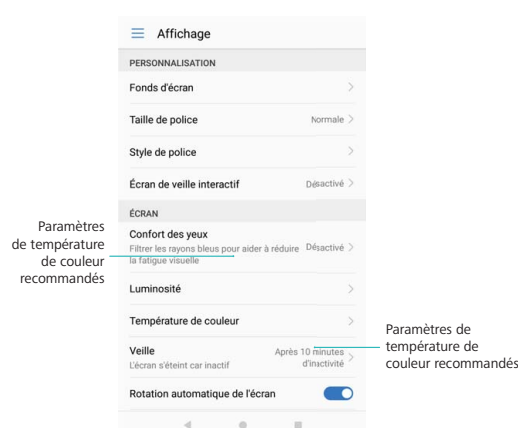 Affichage
PERSONNALISATION
Fonds d'écran
Taille de police Normale
Style de police
Écran de veille interactif Désactivé
ÉCRAN
Confort des yeux
Filtrer les rayons bleus pour aider à réduire Désactivé
la fatigue visuelle
Paramètres
de température
de couleur
recommandés
Luminosité
Température de couleur
Veille Après 10 minutes
L'écran s'éteint car inactif d'inactivité
Paramètres de
température de
couleur recommandés
Rotation automatique de l'écran